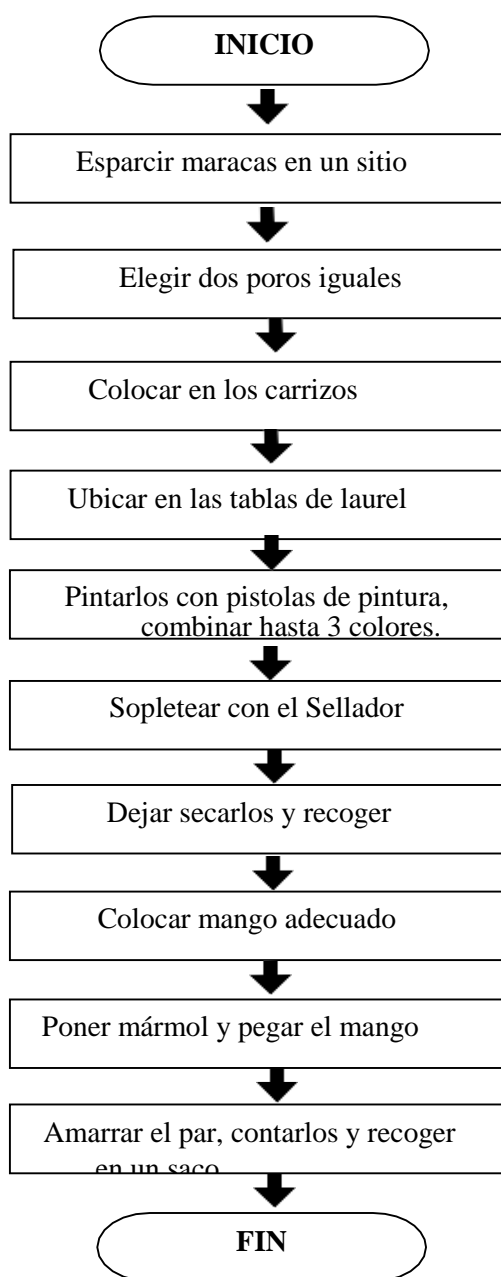 INICIO
Esparcir maracas en un sitio
Elegir dos poros iguales
Colocar en los carrizos
Ubicar en las tablas de laurel
Pintarlos con pistolas de pintura,
combinar hasta 3 colores.
Sopletear con el Sellador
Dejar secarlos y recoger
Colocar mango adecuado
Poner mármol y pegar el mango
Amarrar el par, contarlos y recoger
en un saco
FIN